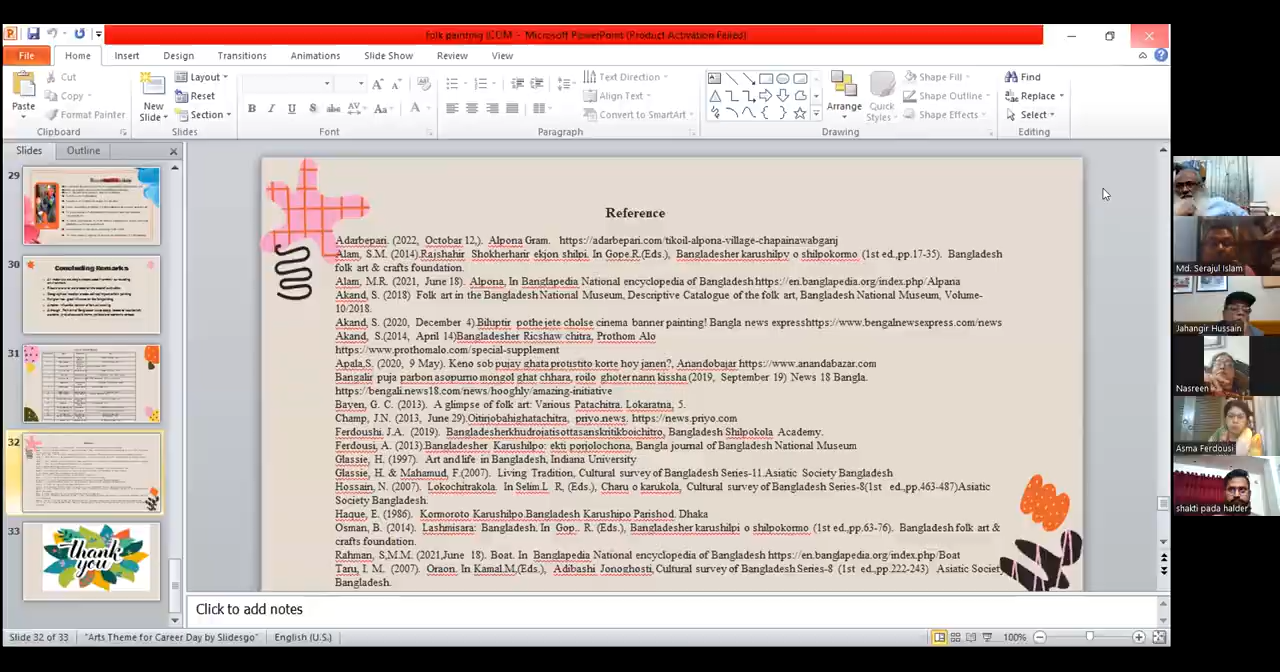 Folk painting ICOM - Microsoft PowerPoint (Product Activation Failed)
File Home Insert Design Transitions Animations Slide Show Review View
Paste
Cut
Copy
Format Painter
Clipboard
New Slide
Layout
Reset
Section
Slides
Font
Text Direction
Align Text
Convert to SmartArt
Paragraph
Arrange
Quick Styles
Shape Fill
Shape Outline
Shape Effects
Drawing
Find
Replace
Select
Editing
Slides Outline
29
30
Concluding Remarks
31
32
33
Thank you
Reference
Adarbepari. (2022, Octobar 12,). Alpona Gram. https://adarbepari.com/tikoil-alpona-village-chapainawabganj
Alam, S.M. (2014).Rajshahir Shokherharir ekjon shilpi. In Gope.R.(Eds.), Bangladesher karushilpy o shilpokormo (1st ed.,pp.17-35). Bangladesh
folk art & crafts foundation.
Alam, M.R. (2021, June 18). Alpona, In Banglapedia National encyclopedia of Bangladesh https://en.banglapedia.org/index.php/Alpana
Akand, S. (2018) Folk art in the Bangladesh National Museum, Descriptive Catalogue of the folk art, Bangladesh National Museum, Volume-
10/2018.
Akand, S. (2020, December 4) cholse cinema banner painting! Bangla news expresshttps://www.bengalnewsexpress.com/news
Akand, S.(2014, April 14)Bangladesher Ricshaw chitra, Prothom Alo
https://www.prothomalo.com/special-supplement
Apala.S. (2020, 9 May). Keno sob pujay ghata protisto korte hoy janen?, Anandobajar https://www.anandabazar.com
Bangalir puja parbon aromvo momgl ghat chhara, roilo ghoter naam kissha (2019, September 19) News 18 Bangla.
https://bengali.news18.com/news/hooghly/amazing-initiative
Bayen, G. C. (2013). A glimpse of folk art: Various Patachitra. Lokaratna, 5.
Champ, J.N. (2013, June 29) privo.news. https://news.priyo.com
Ferdoushi. J.A. (2019). Bangladesh Shilpokola Academy.
Ferdousi, A. (2013).Bangladesher Karushilpo: ekti porjolochona, Bangla journal of Bangladesh National Museum
Glassie, H. (1997). Art and life in Bangladesh, Indiana University
Glassie, H. & Mahamud, F.(2007). Living Tradition, Cultural survey of Bangladesh Series-11.Asiatic Society Bangladesh
Hossain, N. (2007). Lokochitrakola. In Selim.L R, (Eds.), Charu o karukola, Cultural survey of Bangladesh Series-8(1st ed.,pp.463-487)Asiatic
Society Bangladesh.
Haque, E. (1986). Kormoroto Karushilpo.Bangladesh Karushipo Parishod. Dhaka
Osman, B. (2014). Lashmisara: Bangladesh. In Gop.. R. (Eds.), Bangladesher karushilpi o shilpokormo (1st ed.,pp.63-76). Bangladesh folk art &
crafts foundation.
Rahman, S,M.M. (2021,June 18). Boat. In Banglapedia National encyclopedia of Bangladesh https://en.banglapedia.org/index.php/Boat
Taru, I. M. (2007). Oraon. In Kamal.M,(Eds.), Adibashi Jonoghosti, Cultural survey of Bangladesh Series-8 (1st ed.,pp.222-243) Asiatic Society
Bangladesh.
Click to add notes
Slide 32 of 33 "Arts Theme for Career Day by Slidesgo" English (U.S.) 100%
Md. Serajul Islam
Jahangir Hussain
Nasreen
Asma Ferdousi
shakti pada halder